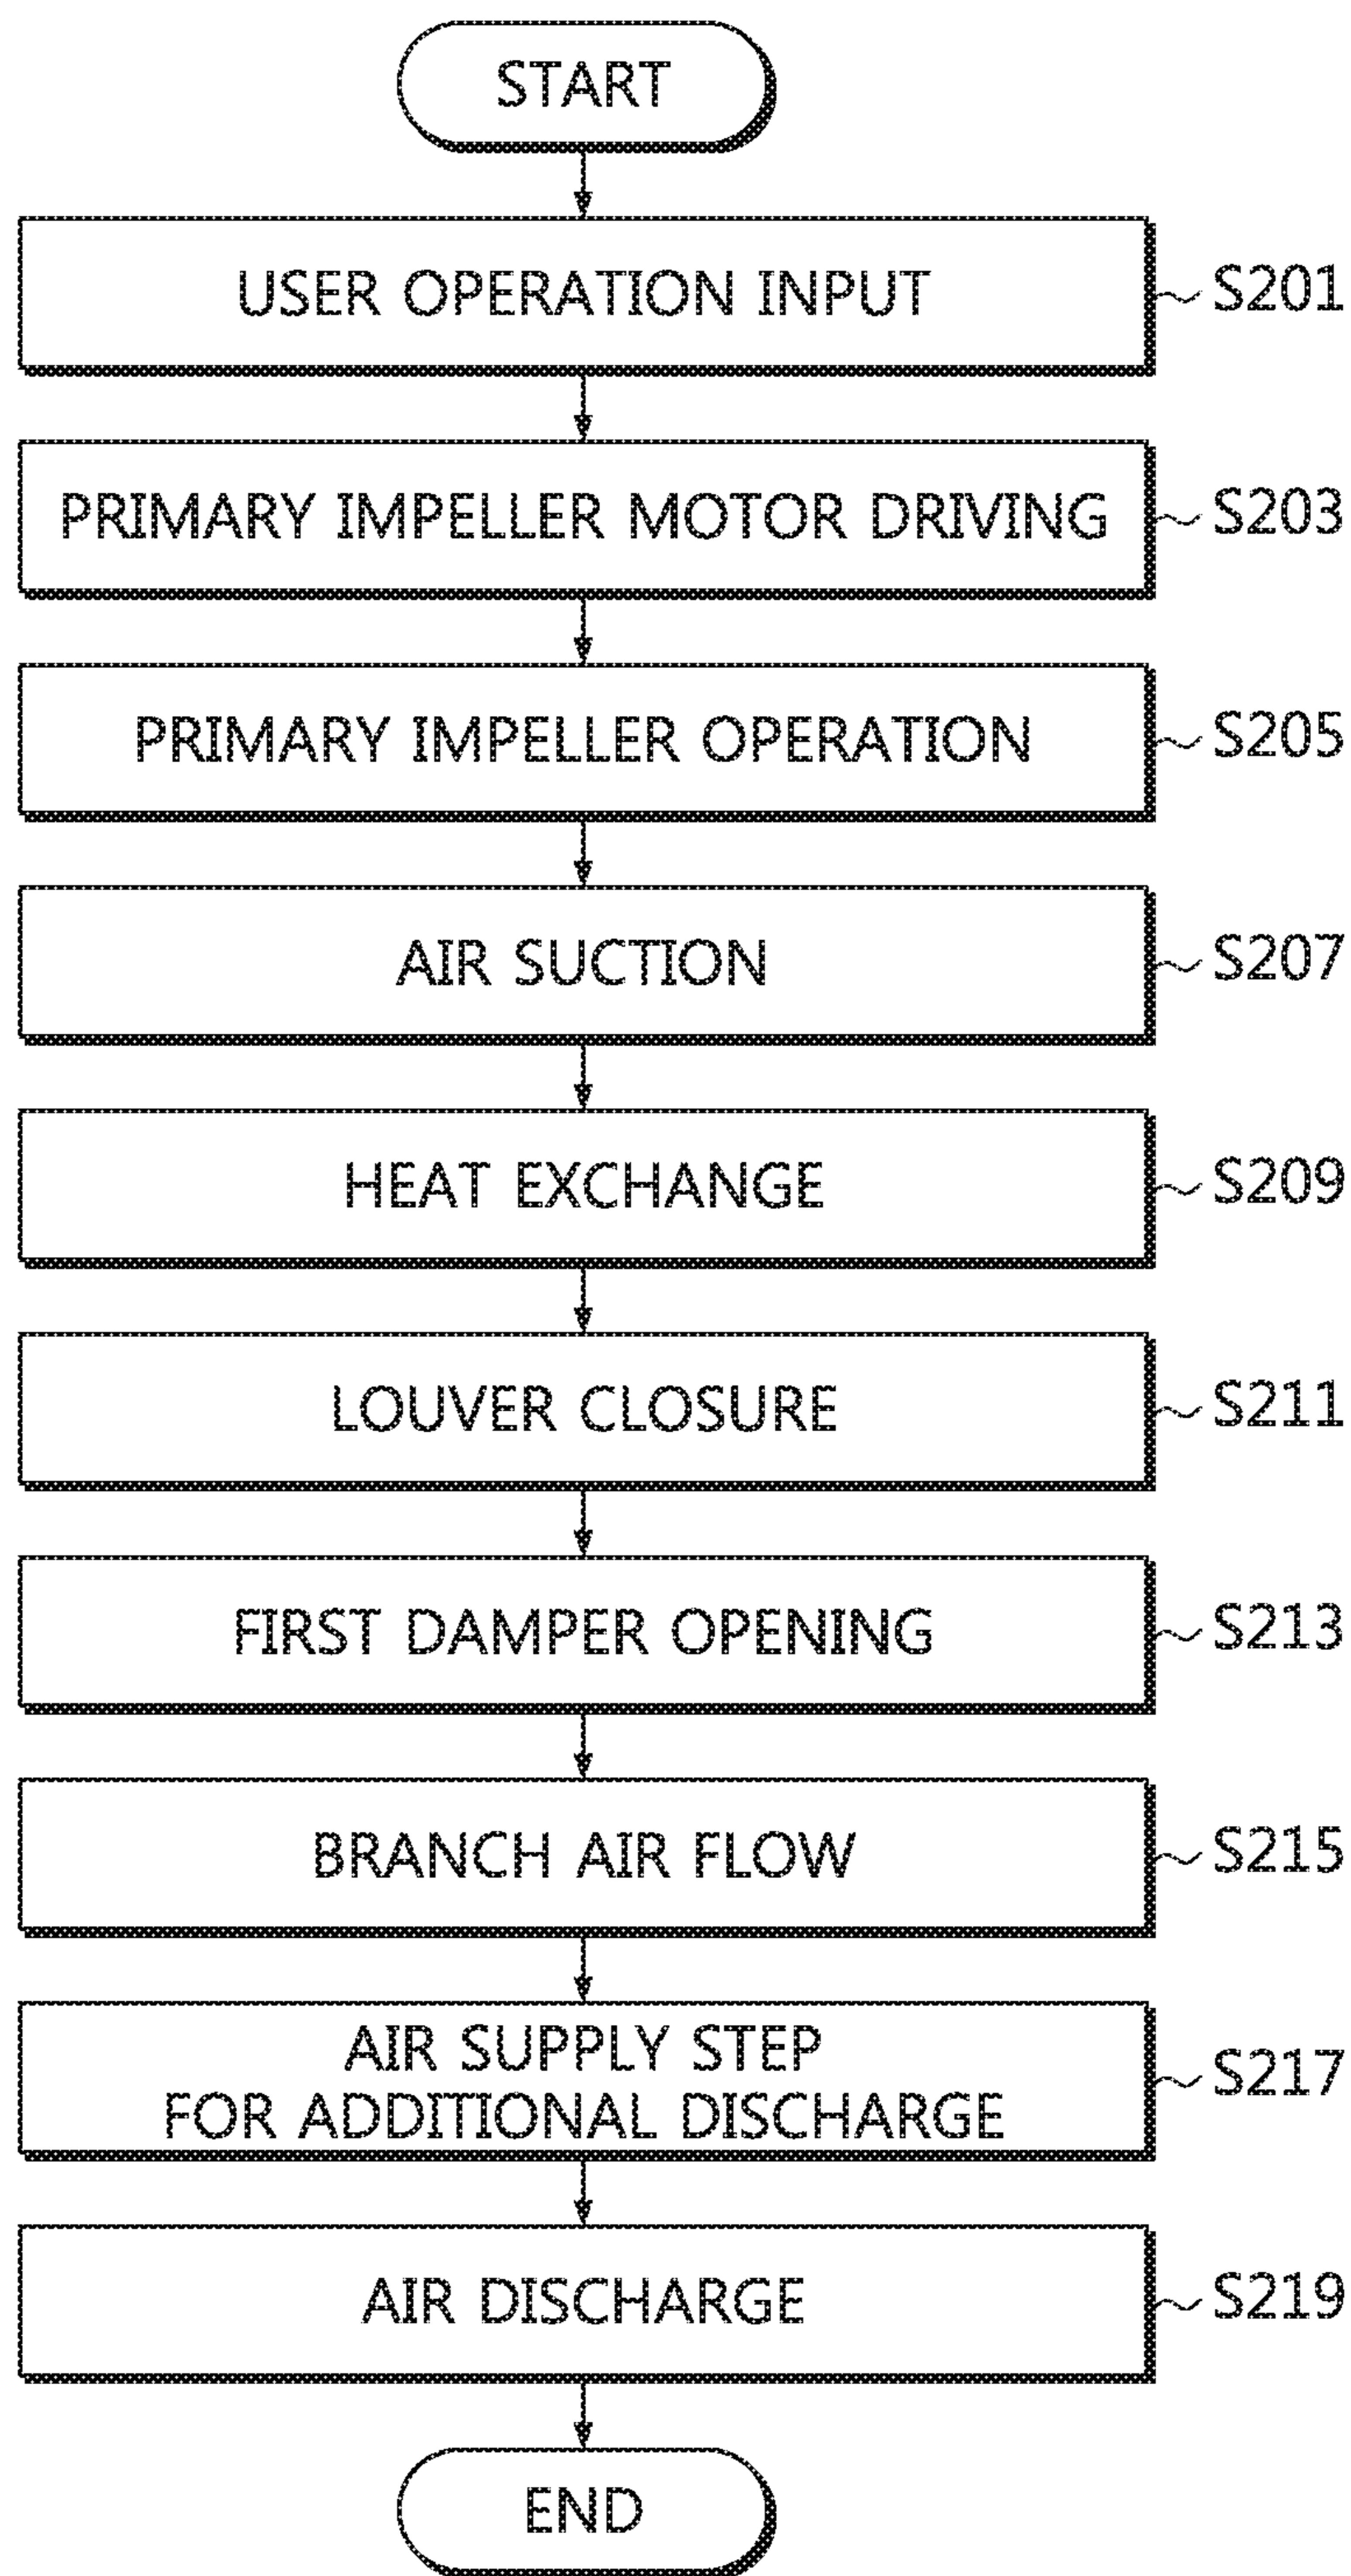 START
USER OPERATION INPUT
S201
PRIMARY IMPELLER MOTOR DRIVING
S203
PRIMARY IMPELLER OPERATION
S205
AIR SUCTION
S207
HEAT EXCHANGE
S209
LOUVER CLOSURE
S211
FIRST DAMPER OPENING
S213
BRANCH AIR FLOW
S215
AIR SUPPLY STEP
FOR ADDITIONAL DISCHARGE
S217
AIR DISCHARGE
S219
END